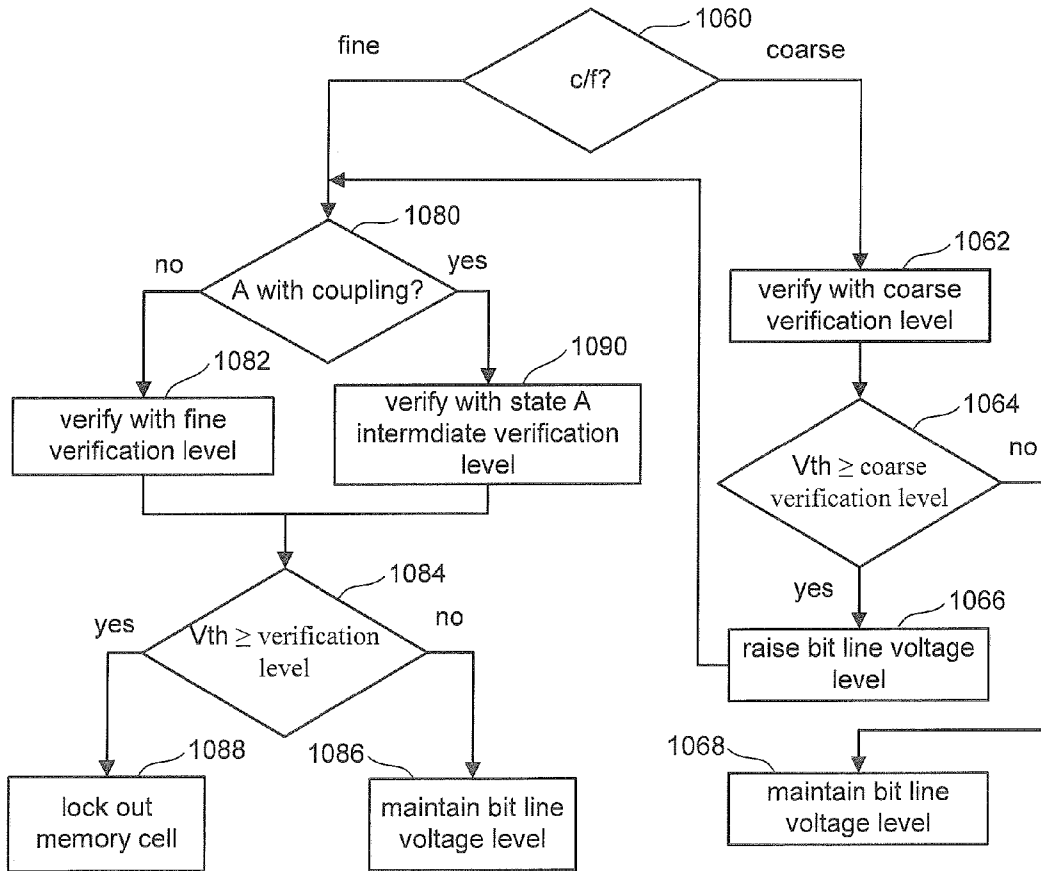 1060
fine
coarse
c/f?
1080
no
yes
A with coupling?
1062
verify with coarse
verification level
1082
verify with fine
verification level
1090
verify with state A
intermdiate verification
level
1064
no
Vth ≥ coarse
verification level
yes
1084
yes
no
Vth ≥ verification
level
1066
raise bit line voltage
level
1088
lock out
memory cell
1086
maintain bit line
voltage level
1068
maintain bit line
voltage level